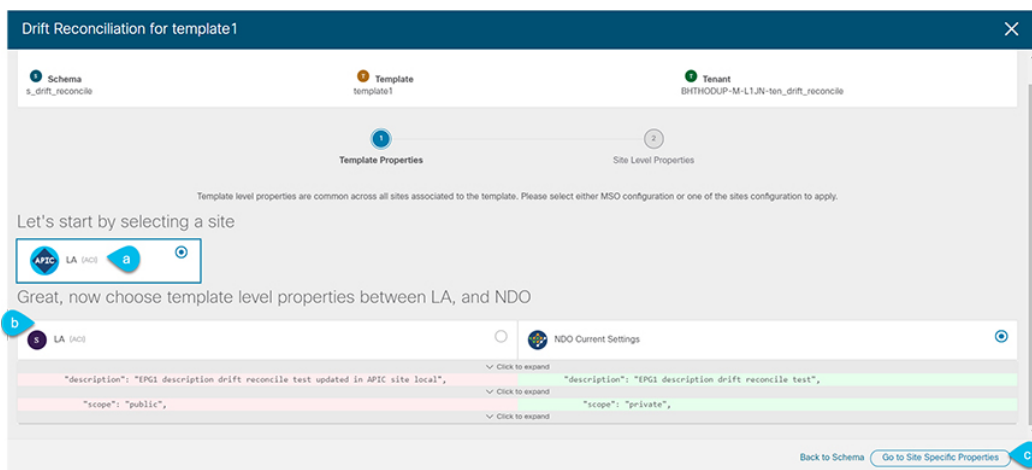 Drift Reconciliation for template1
S Schema
s_drift_reconcile
T Template
template1
T Tenant
BHTHODUP-M-L1JN-ten_drift_reconcile
1
Template Properties
2
Site Level Properties
Template level properties are common across all sites associated to the template. Please select either MSO configuration or one of the sites configuration to apply.
Let's start by selecting a site
APIC LA (ACI) a
Great, now choose template level properties between LA, and NDO
b
S LA (ACI) NDO Current Settings
Click to expand
"description": "EPG1 description drift reconcile test updated in APIC site local", "description": "EPG1 description drift reconcile test",
Click to expand
"scope": "public", "scope": "private",
Click to expand
Back to Schema Go to Site Specific Properties c